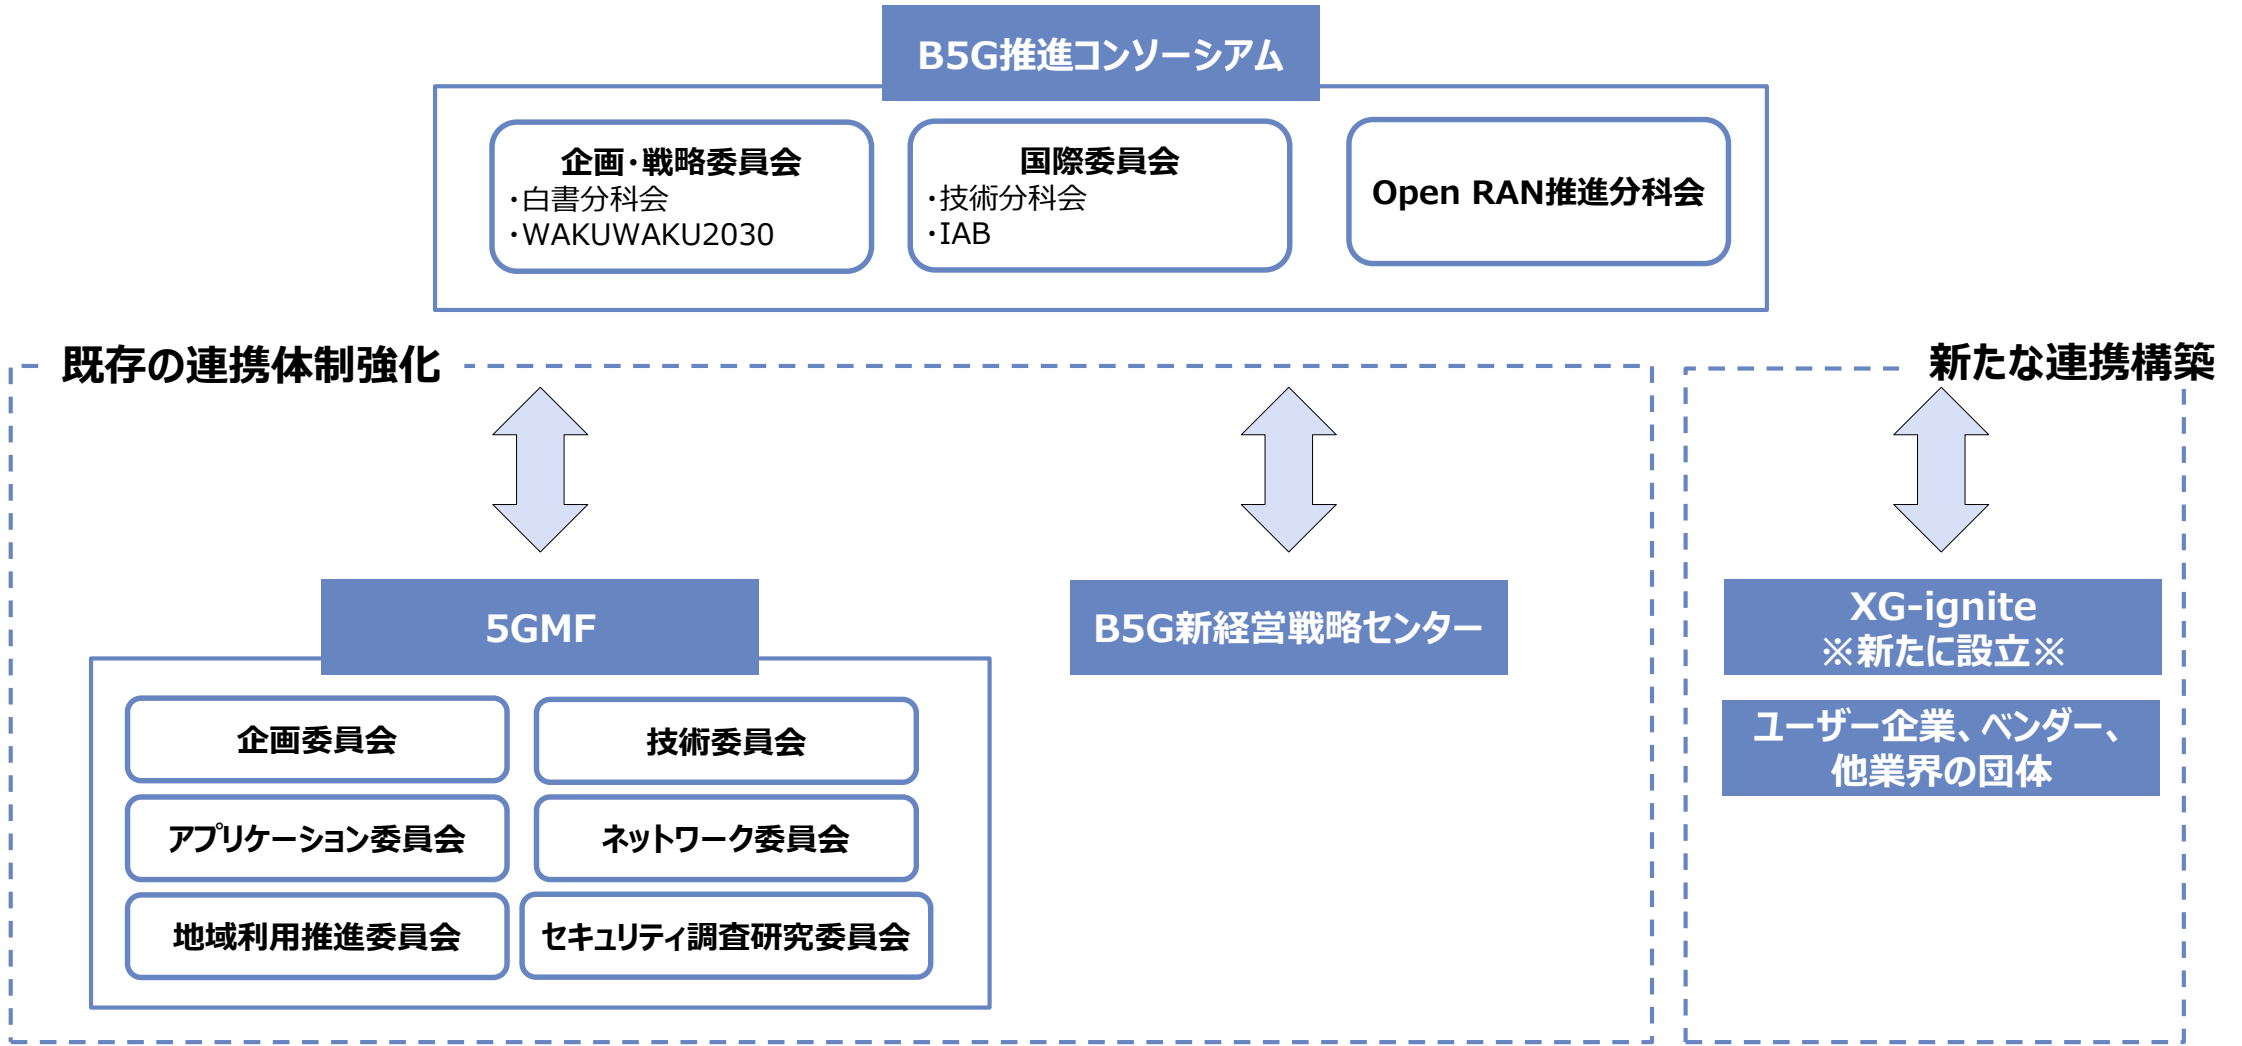 B5G推進コンソーシアム
企画・戦略委員会
・白書分科会
・WAKUWAKU2030
国際委員会
・技術分科会
・IAB
Open RAN推進分科会
既存の連携体制強化
新たな連携構築
5GMF
企画委員会
技術委員会
アプリケーション委員会
ネットワーク委員会
地域利用推進委員会
セキュリティ調査研究委員会
B5G新経営戦略センター
XG-ignite
※新たに設立※
ユーザー企業、ベンダー、
他業界の団体